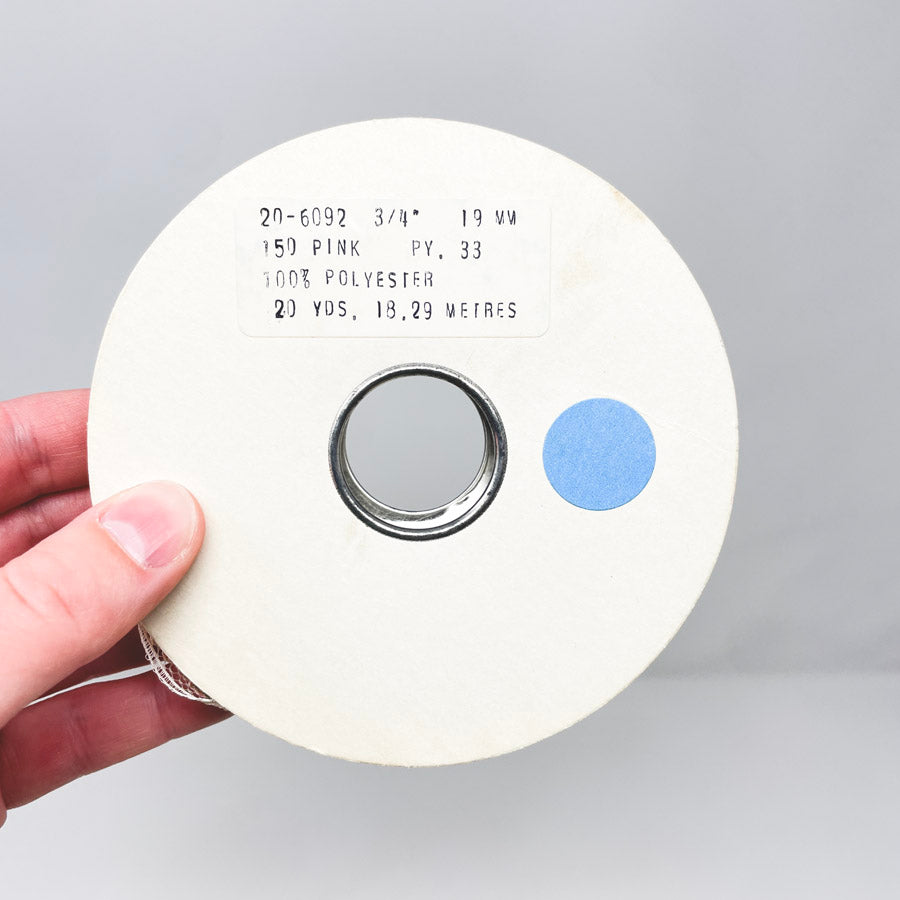 20-6092 3/4" 19 MM
150 PINK PY. 33
100% POLYESTER
20 YDS. 18.29 METRES